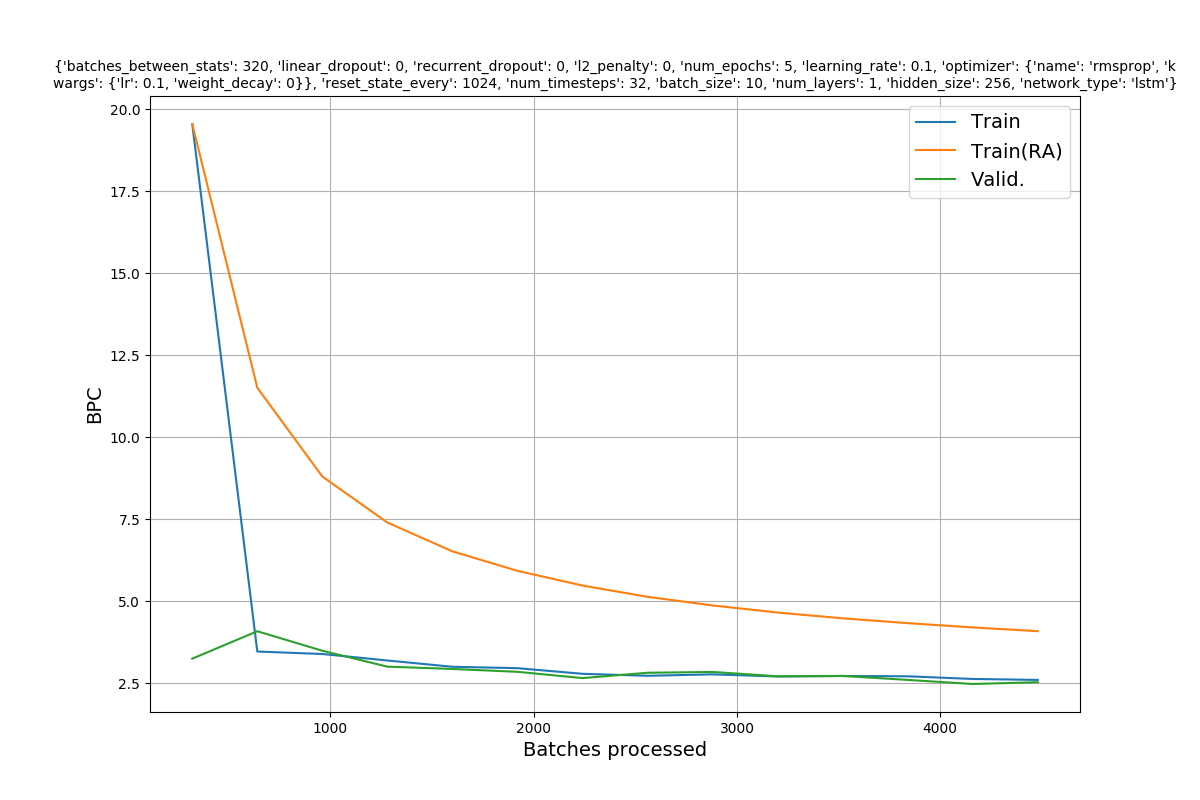 {'batches_between_stats': 320, 'linear_dropout': 0, 'recurrent_dropout': 0, 'l2_penalty': 0, 'num_epochs': 5, 'learning_rate': 0.1, 'optimizer': {'name': 'rmsprop', 'k
wargs': {'lr': 0.1, 'weight_decay': 0}}, 'reset_state_every': 1024, 'num_timesteps': 32, 'batch_size': 10, 'num_layers': 1, 'hidden_size': 256, 'network_type': 'lstm'}
20.0
17.5
15.0
12.5
10.0
7.5
5.0
2.5
BPC
Train
Train(RA)
Valid.
1000 2000 3000 4000
Batches processed